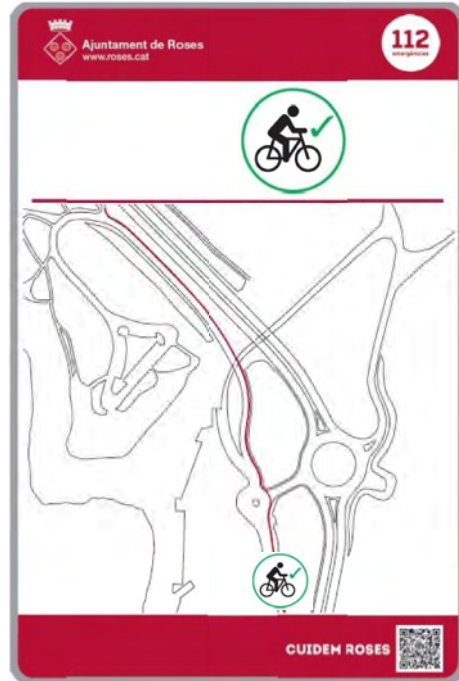 Ajuntament de Roses
www.roses.cat
112
emergències
CUIDEM ROSES